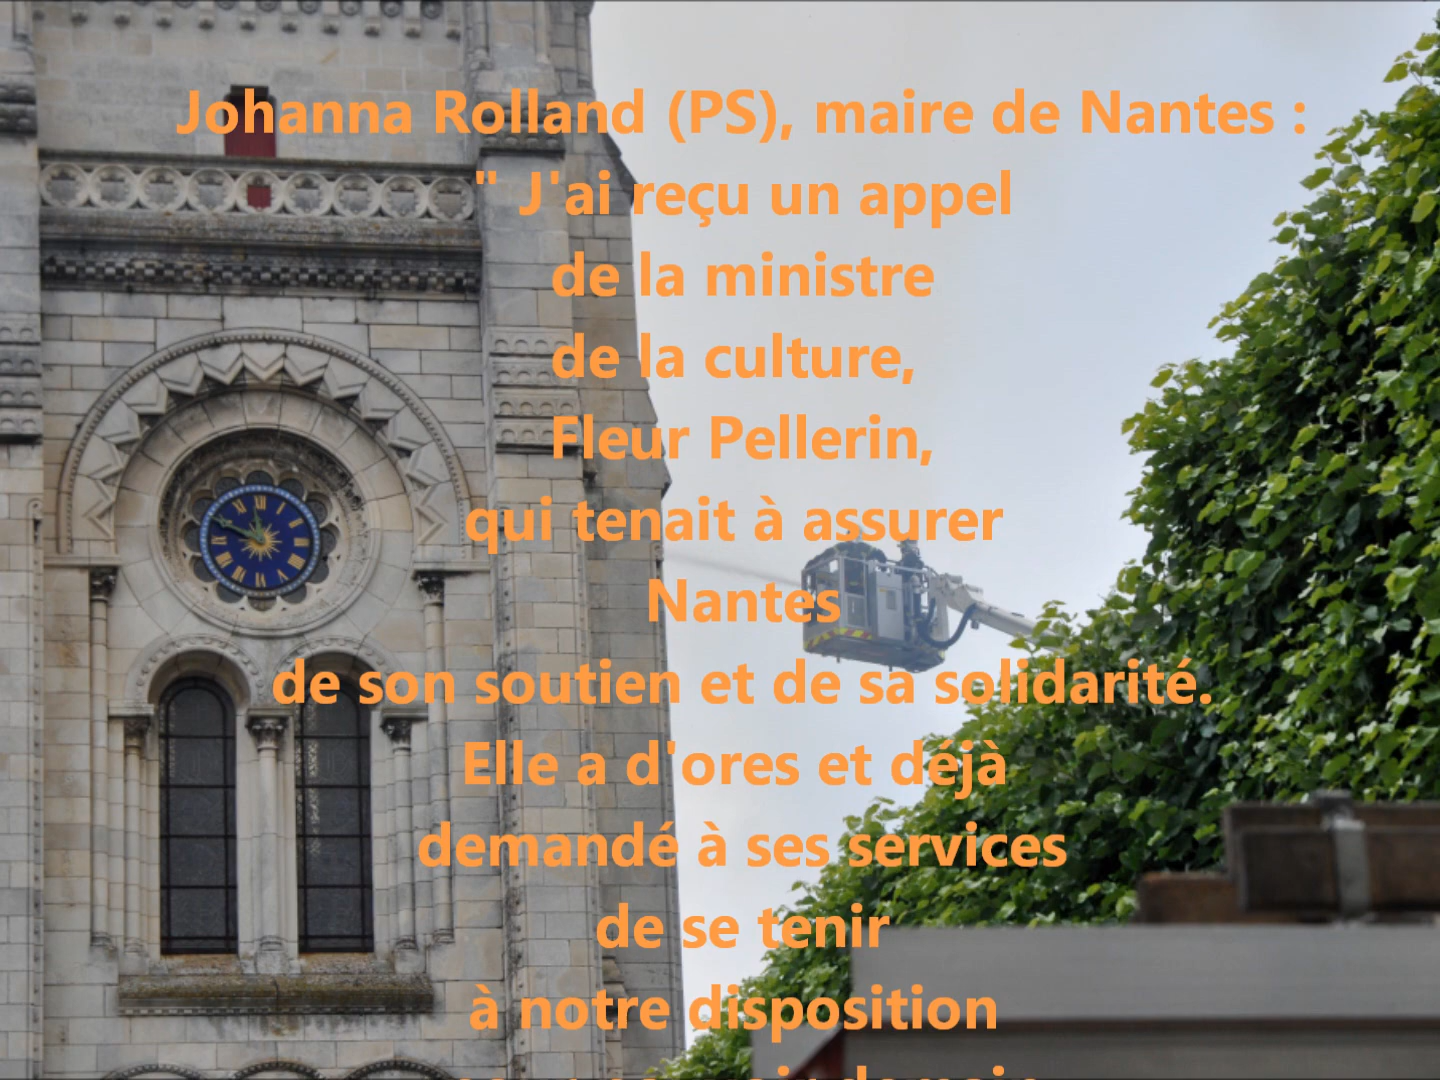 Johanna Rolland (PS), maire de Nantes :
" J'ai reçu un appel
de la ministre
de la culture,
Fleur Pellerin,
qui tenait à assurer
Nantes
de son soutien et de sa solidarité.
Elle a d'ores et déjà
demandé à ses services
de se tenir
à notre disposition